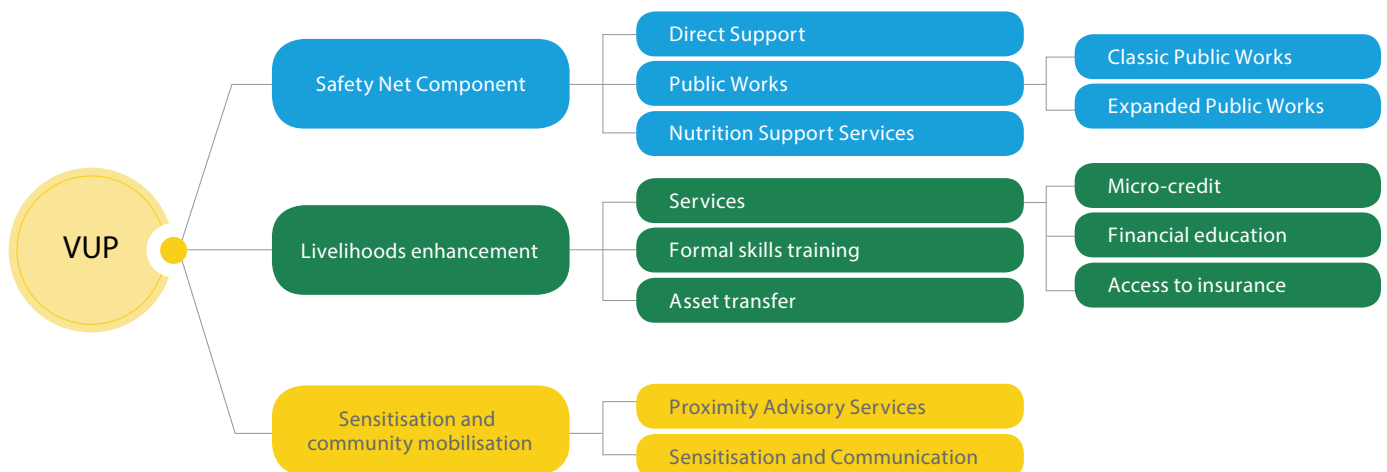 VUP
Safety Net Component
Direct Support
Public Works
Nutrition Support Services
Classic Public Works
Expanded Public Works
Livelihoods enhancement
Services
Formal skills training
Asset transfer
Micro-credit
Financial education
Access to insurance
Sensitisation and
community mobilisation
Proximity Advisory Services
Sensitisation and Communication